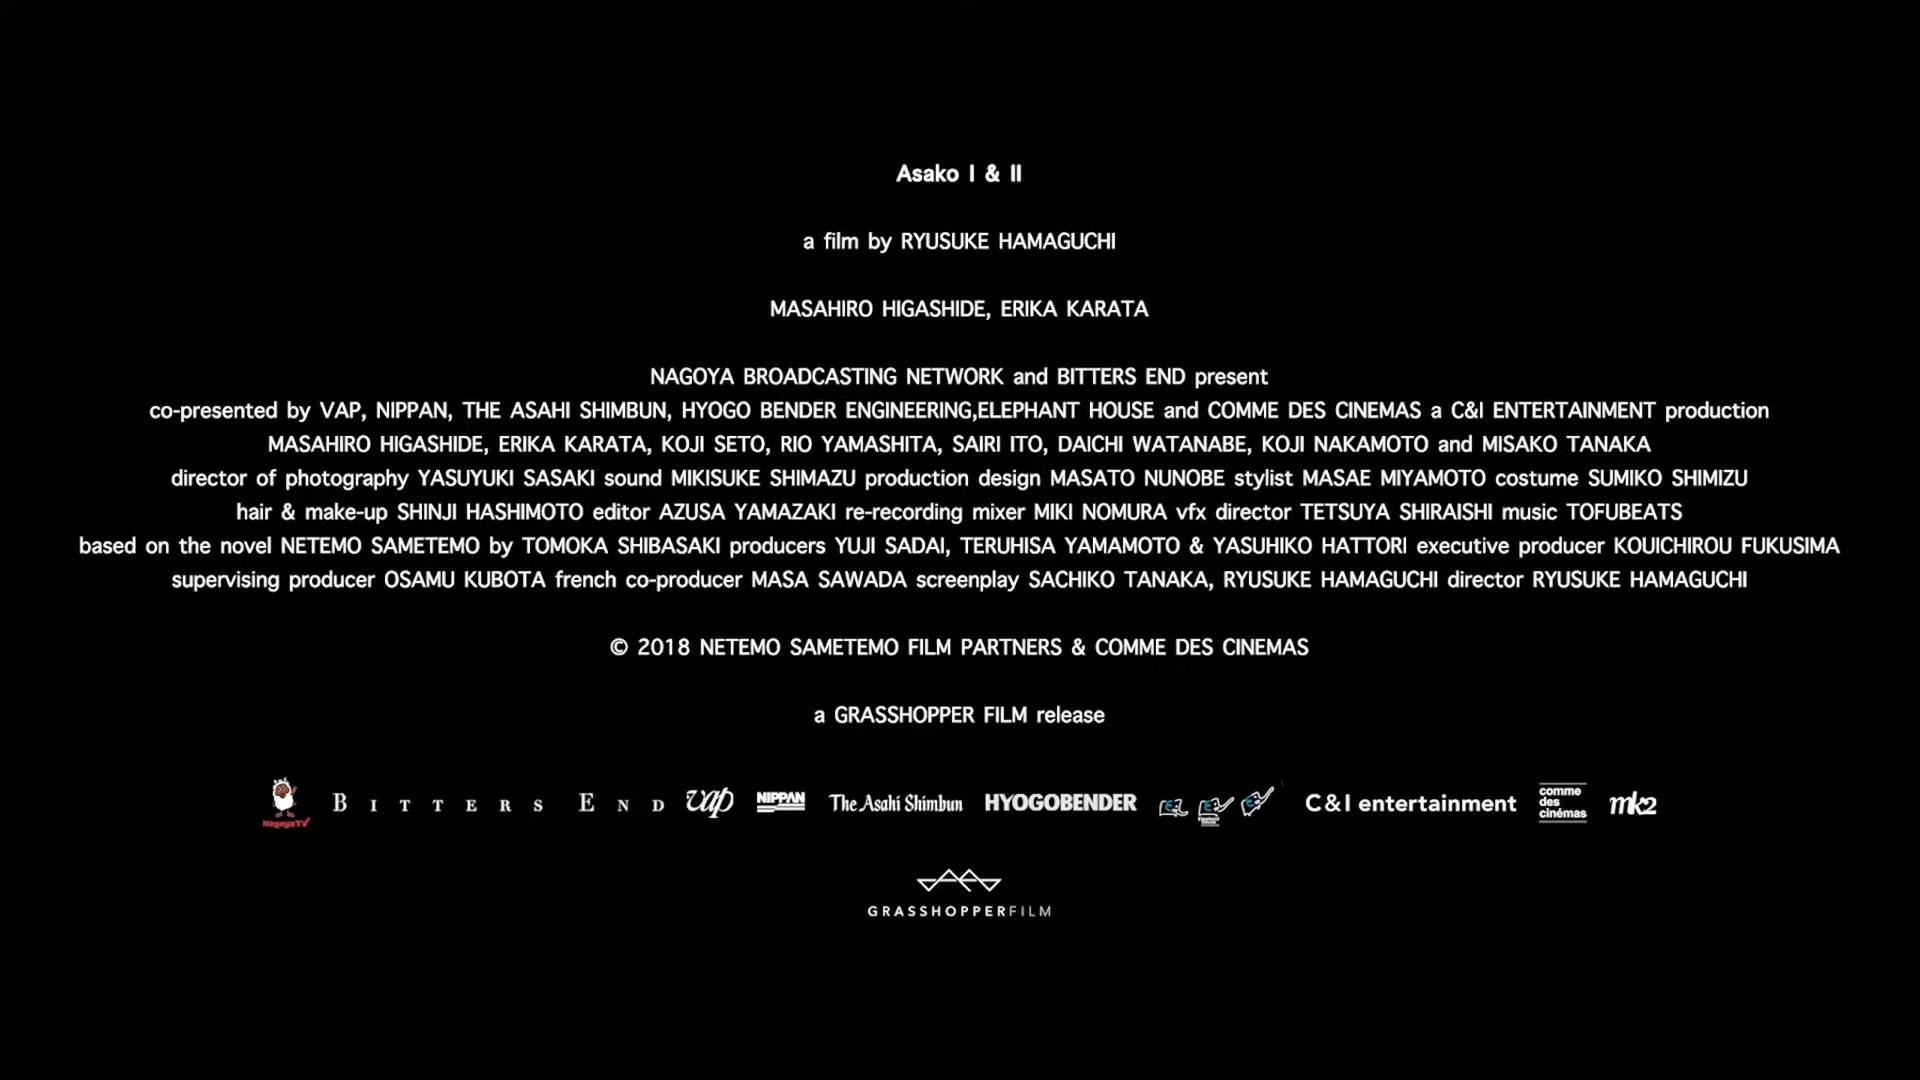 Asako I & II
a film by RYUSUKE HAMAGUCHI
MASAHIRO HIGASHIDE, ERIKA KARATA
NAGOYA BROADCASTING NETWORK and BITTERS END present
co-presented by VAP, NIPPAN, THE ASAHI SHIMBUN, HYOGO BENDER ENGINEERING,ELEPHANT HOUSE and COMME DES CINEMAS a C&I ENTERTAINMENT production
MASAHIRO HIGASHIDE, ERIKA KARATA, KOJI SETO, RIO YAMASHITA, SAIRI ITO, DAICHI WATANABE, KOJI NAKAMOTO and MISAKO TANAKA
director of photography YASUYUKI SASAKI sound MIKISUKE SHIMAZU production design MASATO NUNOBE stylist MASAE MIYAMOTO costume SUMIKO SHIMIZU
hair & make-up SHINJI HASHIMOTO editor AZUSA YAMAZAKI re-recording mixer MIKI NOMURA vfx director TETSUYA SHIRAISHI music TOFUBEATS
based on the novel NETEMO SAMETEMO by TOMOKA SHIBASAKI producers YUJI SADAI, TERUHISA YAMAMOTO & YASUHIKO HATTORI executive producer KOUICHIROU FUKUSIMA
supervising producer OSAMU KUBOTA french co-producer MASA SAWADA screenplay SACHIKO TANAKA, RYUSUKE HAMAGUCHI director RYUSUKE HAMAGUCHI
© 2018 NETEMO SAMETEMO FILM PARTNERS & COMME DES CINEMAS
a GRASSHOPPER FILM release
NagoyaTV BITTERS END vap NIPPAN The Asahi Shimbun HYOGOBENDER Elephant House C&I entertainment comme des cinémas mk2
GRASSHOPPERFILM